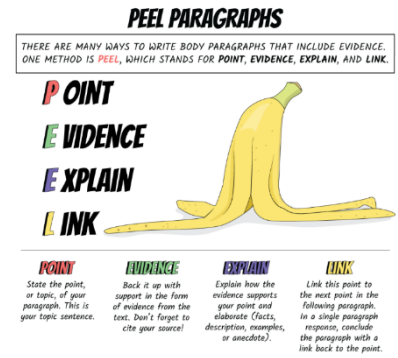 PEEL PARAGRAPHS
THERE ARE MANY WAYS TO WRITE BODY PARAGRAPHS THAT INCLUDE EVIDENCE.
ONE METHOD IS PEEL, WHICH STANDS FOR POINT, EVIDENCE, EXPLAIN, AND LINK.
POINT
EVIDENCE
EXPLAIN
LINK
POINT
State the point,
or topic, of your
paragraph. This is
your topic sentence.
EVIDENCE
Back it up with
support in the form
of evidence from the
text. Don't forget to
cite your source!
EXPLAIN
Explain how the
evidence supports
your point and
elaborate (facts,
description, examples,
or anecdote).
LINK
Link this point to
the next point in the
following paragraph.
In a single paragraph
response, conclude
the paragraph with a
link back to the point.